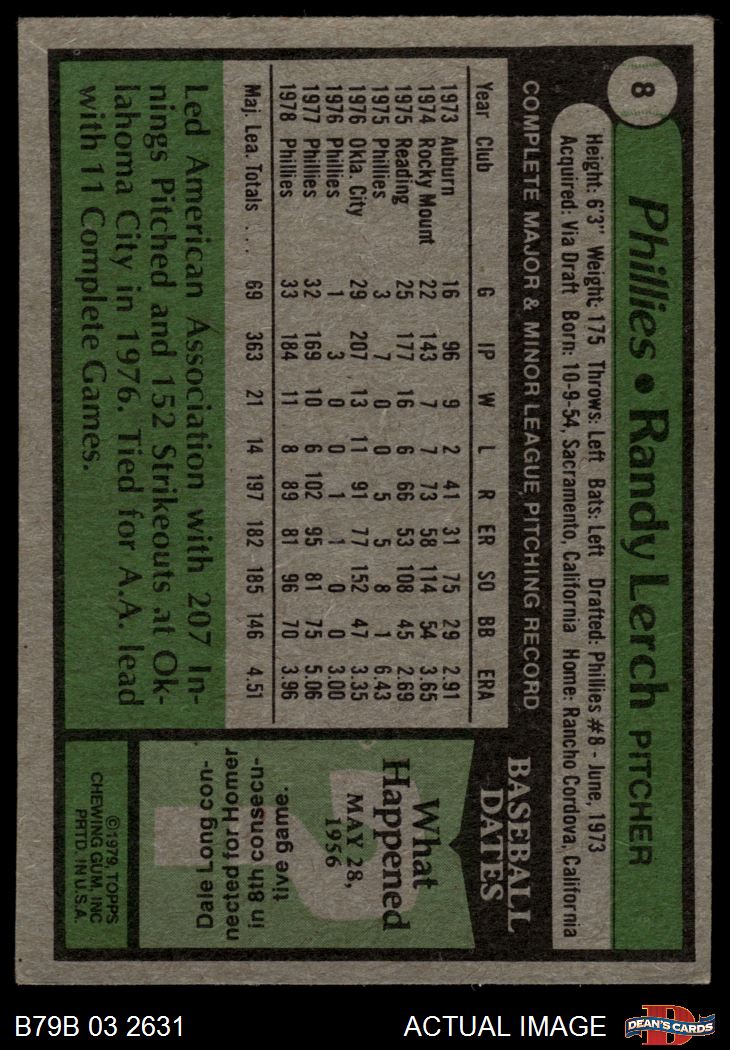 8
Phillies • Randy Lerch PITCHER
Height: 6'3" Weight: 175 Throws: Left Bats: Left Drafted: Phillies #8 - June, 1973
Acquired: Via Draft Born: 10-9-54, Sacramento, California Home: Rancho Cordova, California
COMPLETE MAJOR & MINOR LEAGUE PITCHING RECORD
Year Club G IP W L R ER SO BB ERA
1973 Auburn 16 96 9 2 41 31 75 29 2.91
1974 Rocky Mount 22 143 7 7 73 58 114 54 3.65
1975 Reading 25 177 16 6 66 53 108 45 2.69
1975 Phillies 3 7 0 0 5 5 8 1 6.43
1976 Okla. City 29 207 13 11 91 77 152 47 3.35
1976 Phillies 1 3 0 0 1 1 0 0 3.00
1977 Phillies 32 169 10 6 102 95 81 75 5.06
1978 Phillies 33 184 11 8 89 81 96 70 3.96
Maj. Lea. Totals .... 69 363 21 14 197 182 185 146 4.51
Led American Association with 207 In-
nings Pitched and 152 Strikeouts at Ok-
lahoma City in 1976. Tied for A.A. lead
with 11 Complete Games.
BASEBALL
DATES
What
Happened
MAY 28,
1956
Dale Long con-
nected for Homer
in 8th consecu-
tive game.
©1979, TOPPS
CHEWING GUM, INC
PRTD. IN U.S.A.
B79B 03 2631
ACTUAL IMAGE
D
DEAN'S CARDS